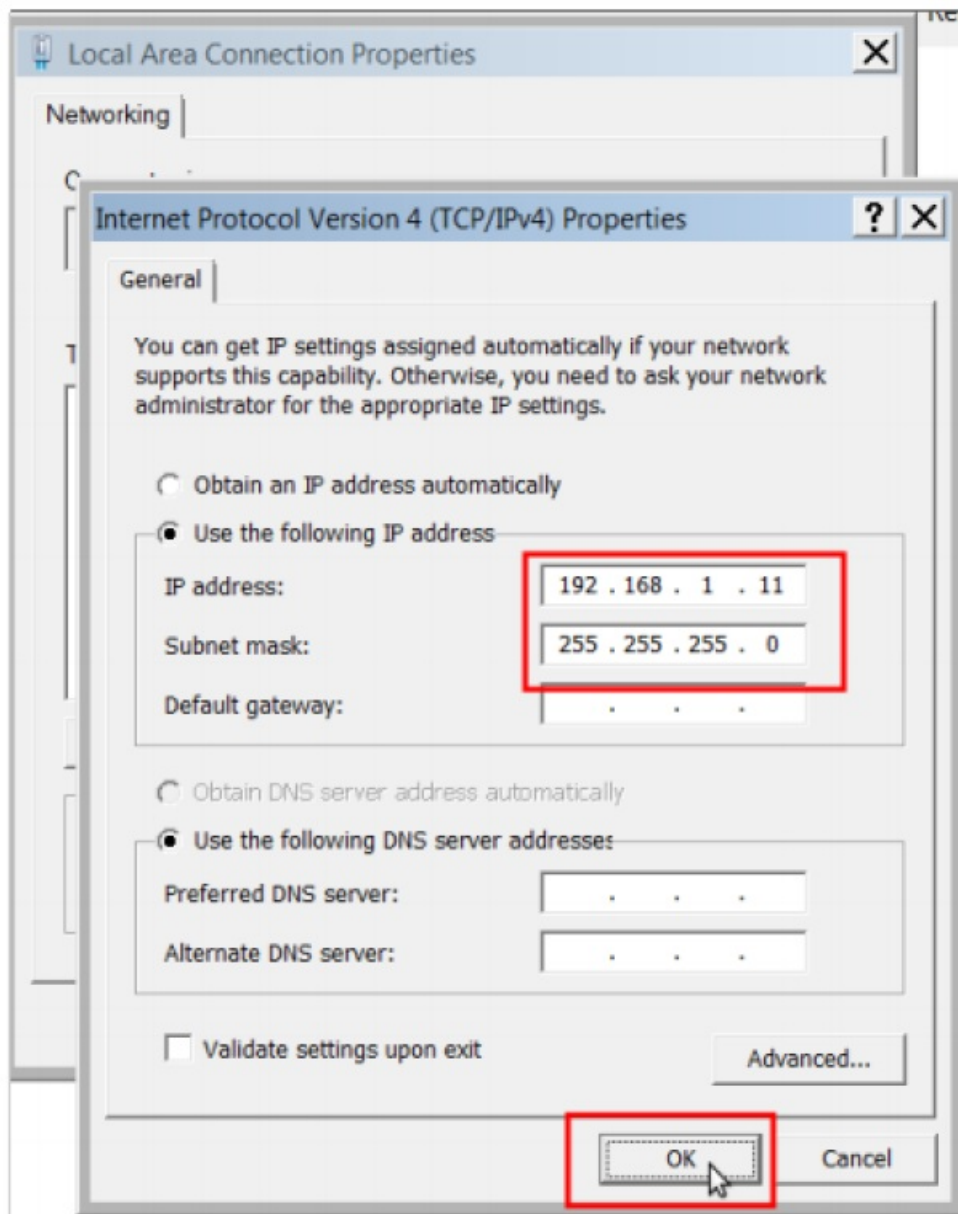 Local Area Connection Properties
Networking
Internet Protocol Version 4 (TCP/IPv4) Properties
General
You can get IP settings assigned automatically if your network
supports this capability. Otherwise, you need to ask your network
administrator for the appropriate IP settings.
Obtain an IP address automatically
Use the following IP address
IP address: 192 . 168 . 1 . 11
Subnet mask: 255 . 255 . 255 . 0
Default gateway: . . .
Obtain DNS server address automatically
Use the following DNS server addresses
Preferred DNS server: . . .
Alternate DNS server: . . .
Validate settings upon exit
Advanced...
OK Cancel